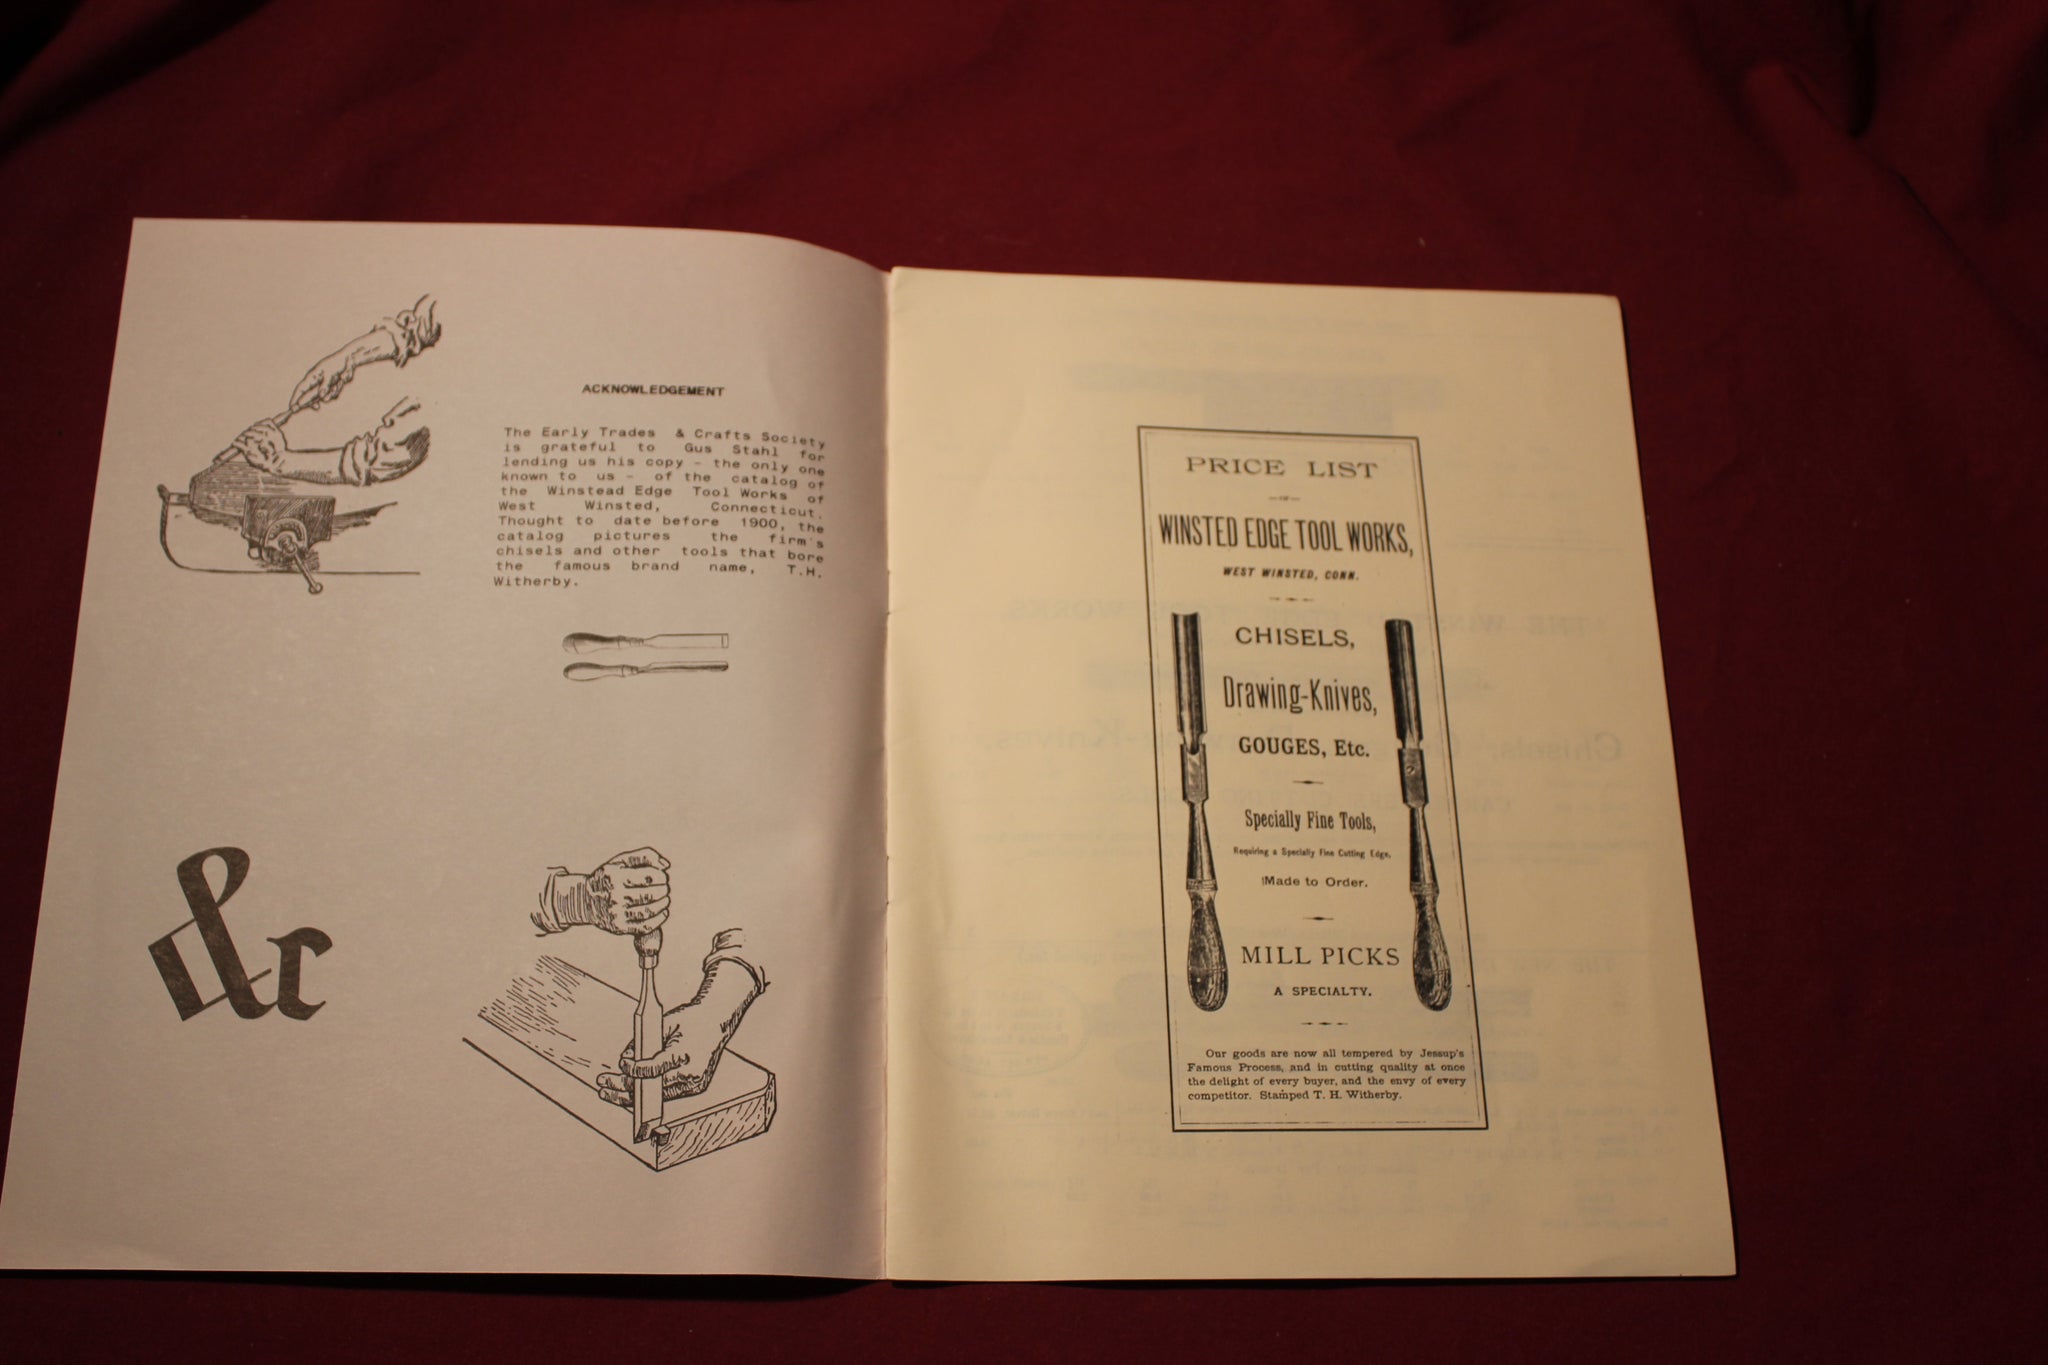 ACKNOWLEDGEMENT
The Early Trades & Crafts Society
is grateful to Gus Stahl for
lending us his copy - the only one
known to us - of the catalog of
the Winstead Edge Tool Works of
West Winsted, Connecticut.
Thought to date before 1900, the
catalog pictures the firm's
chisels and other tools that bore
the famous brand name, T.H.
Witherby.
&
PRICE LIST
—OF—
WINSTED EDGE TOOL WORKS,
WEST WINSTED, CONN.
CHISELS,
Drawing-Knives,
GOUGES, Etc.
Specially Fine Tools,
Requiring a Specially Fine Cutting Edge,
Made to Order.
MILL PICKS
A SPECIALTY.
Our goods are now all tempered by Jessup's
Famous Process, and in cutting quality at once
the delight of every buyer, and the envy of every
competitor. Stamped T. H. Witherby.